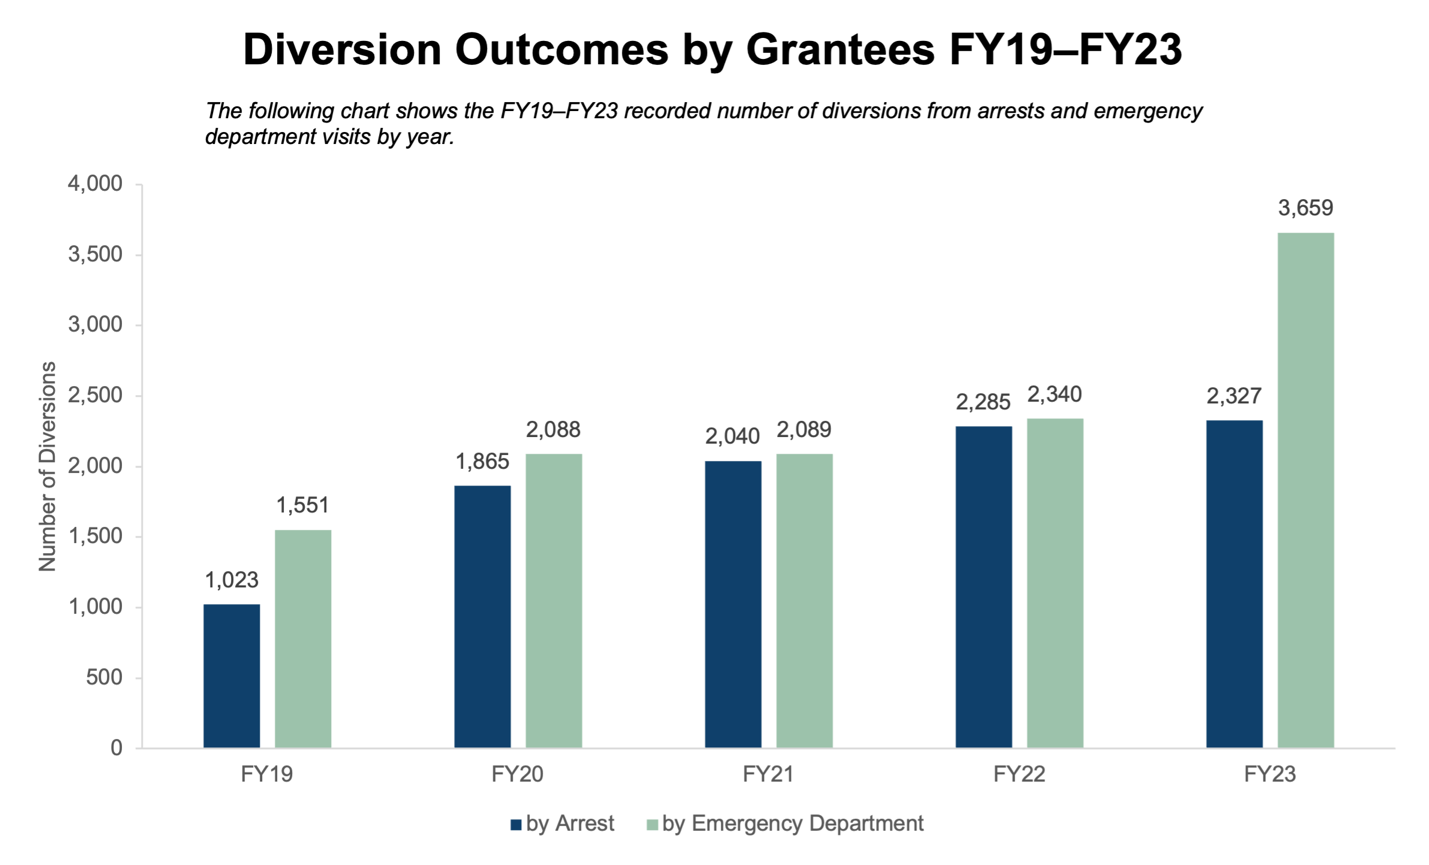 Diversion Outcomes by Grantees FY19–FY23
The following chart shows the FY19–FY23 recorded number of diversions from arrests and emergency
department visits by year.
Number of Diversions
4,000
3,500
3,000
2,500
2,000
1,500
1,000
500
0
1,023
1,551
1,865
2,088
2,040
2,089
2,285
2,340
2,327
3,659
FY19
FY20
FY21
FY22
FY23
by Arrest
by Emergency Department